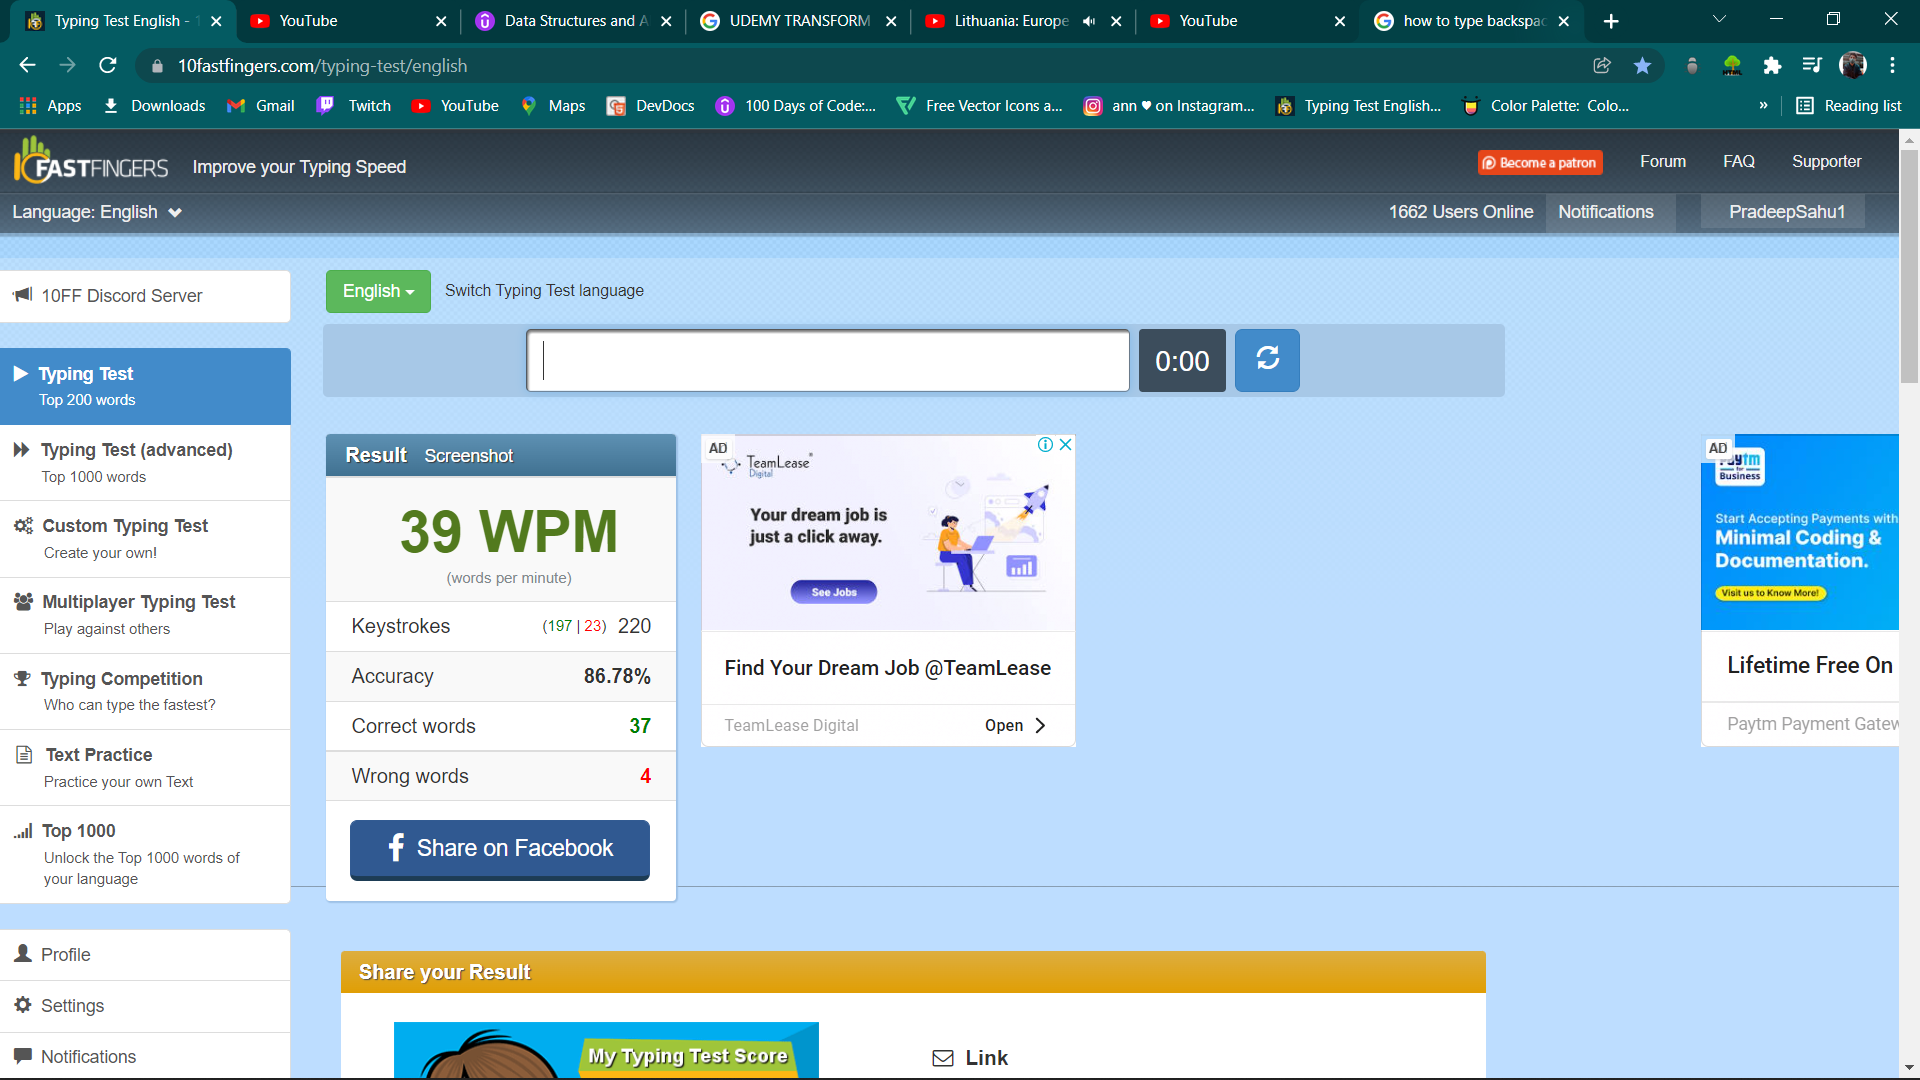 Typing Test English - 1
YouTube
Data Structures and A
UDEMY TRANSFORM
Lithuania: Europe
YouTube
how to type backspac
10fastfingers.com/typing-test/english
Apps
Downloads
Gmail
Twitch
YouTube
Maps
DevDocs
100 Days of Code:...
Free Vector Icons a...
ann ♥ on Instagram...
Typing Test English...
Color Palette: Colo...
»
Reading list
10FASTFINGERS
Improve your Typing Speed
Become a patron
Forum
FAQ
Supporter
Language: English
1662 Users Online
Notifications
PradeepSahu1
10FF Discord Server
English
Switch Typing Test language
0:00
Typing Test
Top 200 words
Typing Test (advanced)
Top 1000 words
Custom Typing Test
Create your own!
Multiplayer Typing Test
Play against others
Typing Competition
Who can type the fastest?
Text Practice
Practice your own Text
Top 1000
Unlock the Top 1000 words of
your language
Profile
Settings
Notifications
Result Screenshot
39 WPM
(words per minute)
Keystrokes (197 | 23) 220
Accuracy 86.78%
Correct words 37
Wrong words 4
Share on Facebook
AD
TeamLease
Digital
Your dream job is
just a click away.
See Jobs
Find Your Dream Job @TeamLease
TeamLease Digital
Open
AD
Paytm
for
Business
Start Accepting Payments with
Minimal Coding &
Documentation.
Visit us to Know More!
Lifetime Free On
Paytm Payment Gatew
Share your Result
My Typing Test Score
Link